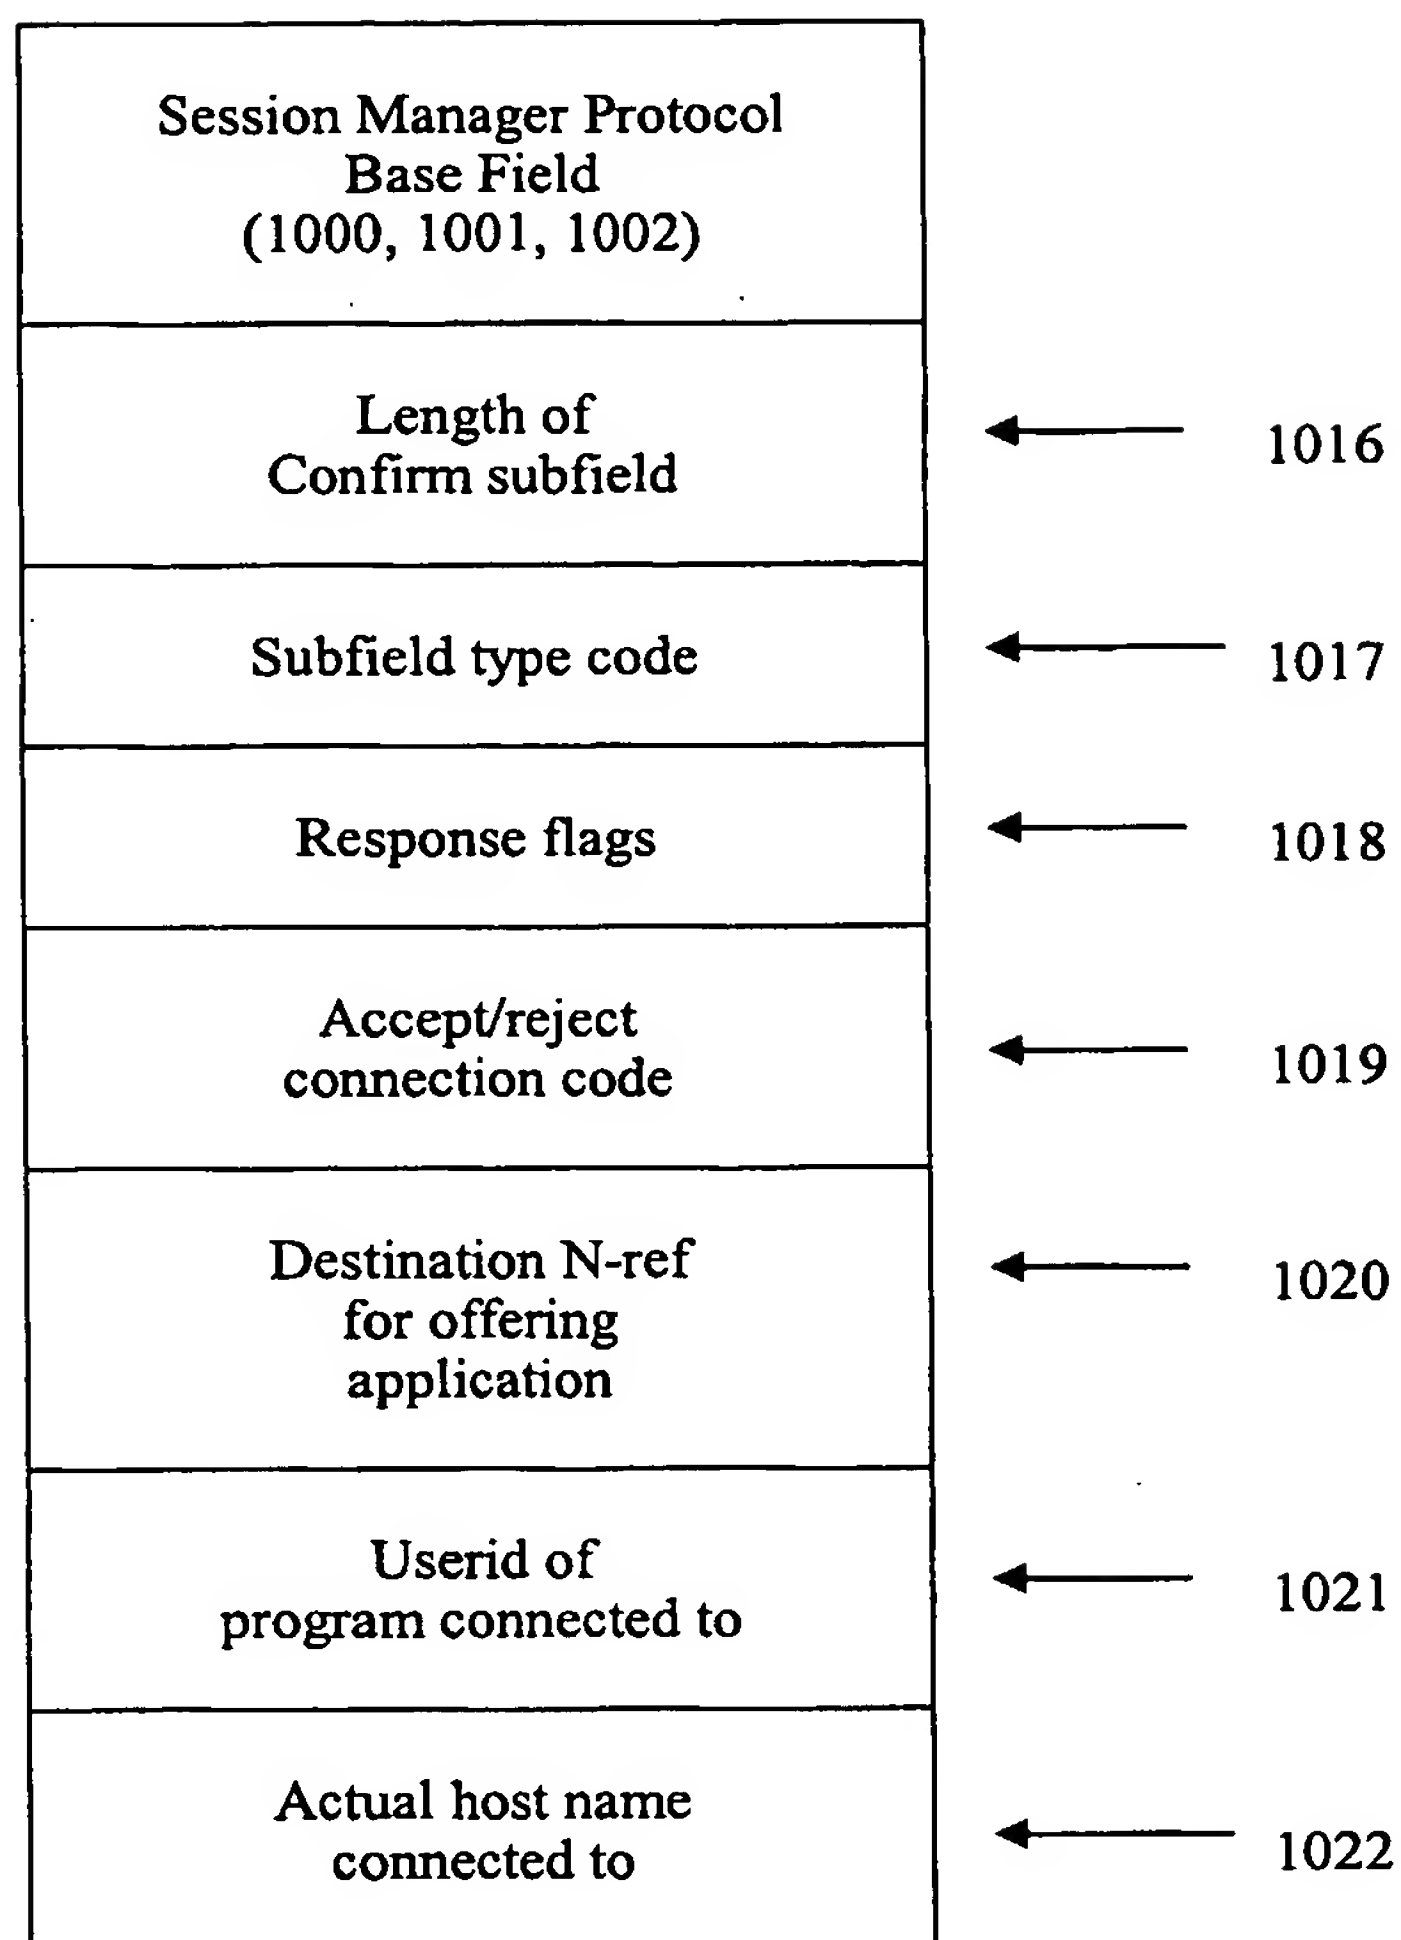 Session Manager Protocol
Base Field
(1000, 1001, 1002)
Length of
Confirm subfield
1016
Subfield type code
1017
Response flags
1018
Accept/reject
connection code
1019
Destination N-ref
for offering
application
1020
Userid of
program connected to
1021
Actual host name
connected to
1022